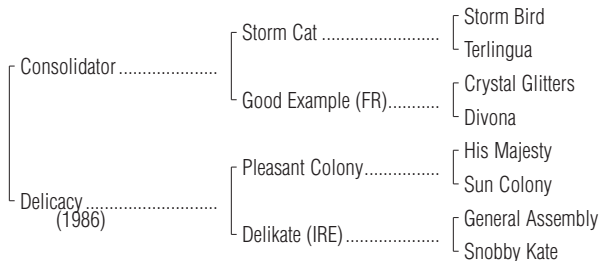 Storm Bird
Storm Cat ..........................
Terlingua
Consolidator .....................
Crystal Glitters
Good Example (FR)...........
Divona
His Majesty
Pleasant Colony................
Sun Colony
Delicacy............................
(1986)
General Assembly
Delikate (IRE)....................
Snobby Kate